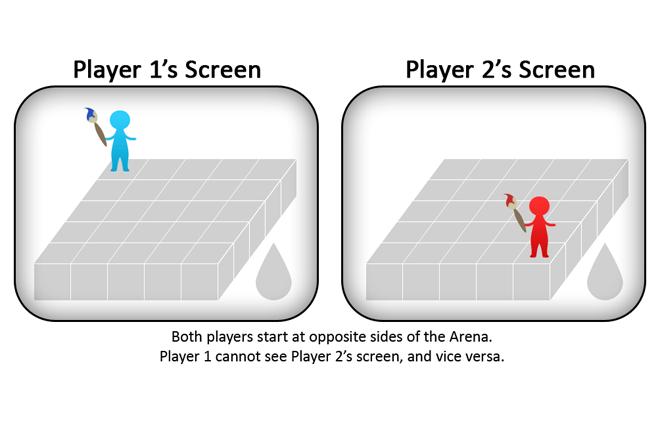 Player 1's Screen
Player 2's Screen
Both players start at opposite sides of the Arena.
Player 1 cannot see Player 2's screen, and vice versa.